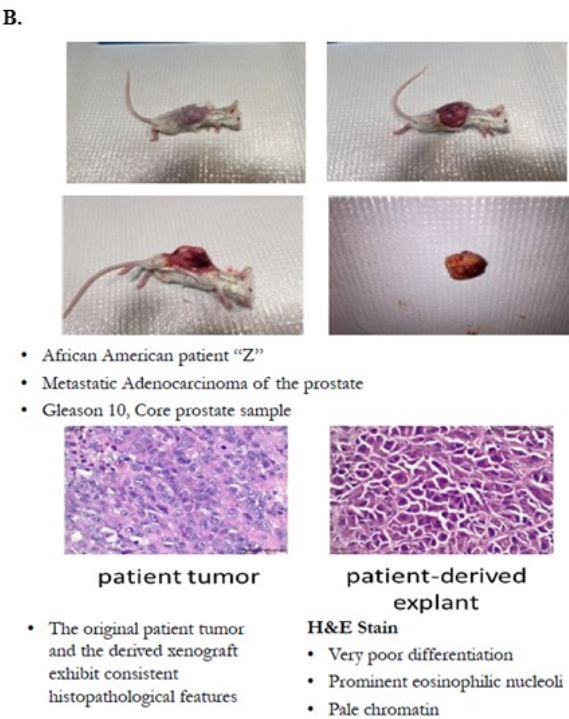 B.
• African American patient “Z”
• Metastatic Adenocarcinoma of the prostate
• Gleason 10, Core prostate sample
patient tumor
patient-derived
explant
• The original patient tumor
and the derived xenograft
exhibit consistent
histopathological features
H&E Stain
• Very poor differentiation
• Prominent eosinophilic nucleoli
• Pale chromatin